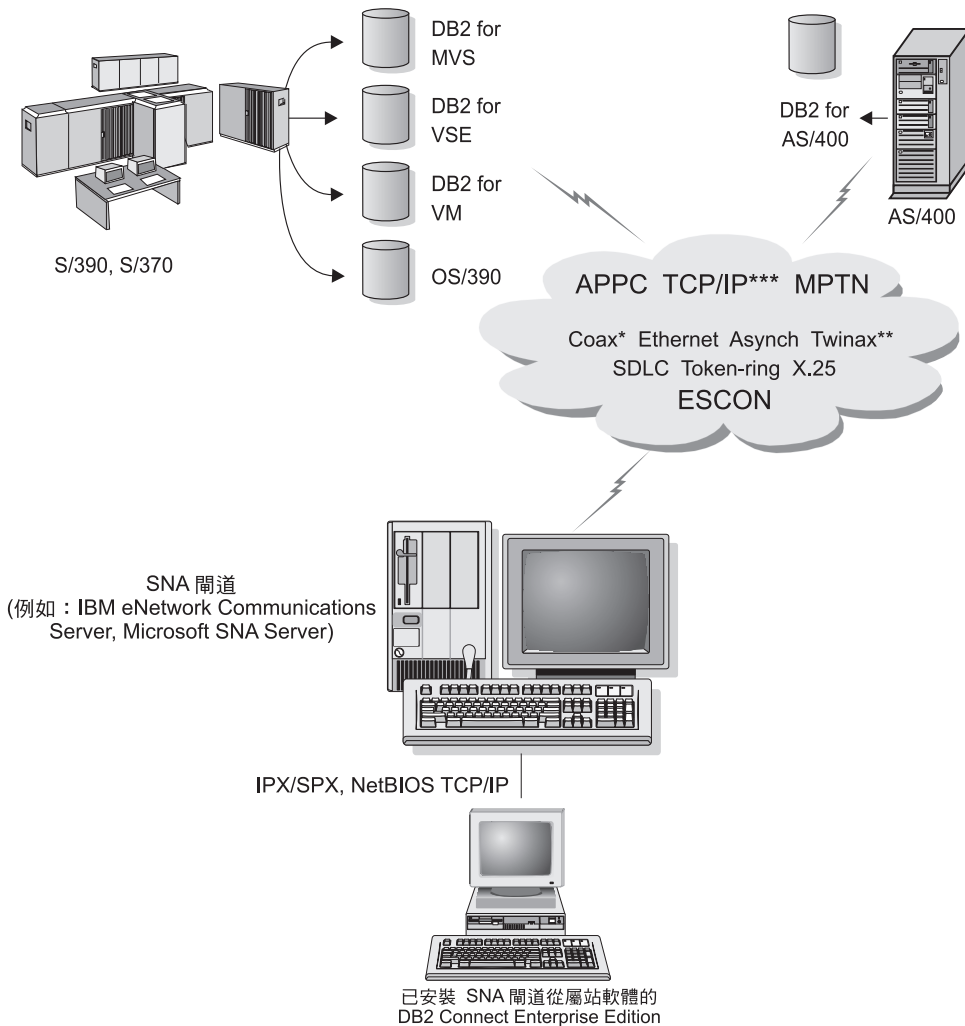 DB2 for
MVS
DB2 for
VSE
DB2 for
VM
OS/390
S/390, S/370
DB2 for
AS/400
AS/400
APPC TCP/IP*** MPTN
Coax* Ethernet Asynch Twinax**
SDLC Token-ring X.25
ESCON
SNA 閘道
(例如：IBM eNetwork Communications
Server, Microsoft SNA Server)
IPX/SPX, NetBIOS TCP/IP
已安裝 SNA 閘道從屬站軟體的
DB2 Connect Enterprise Edition